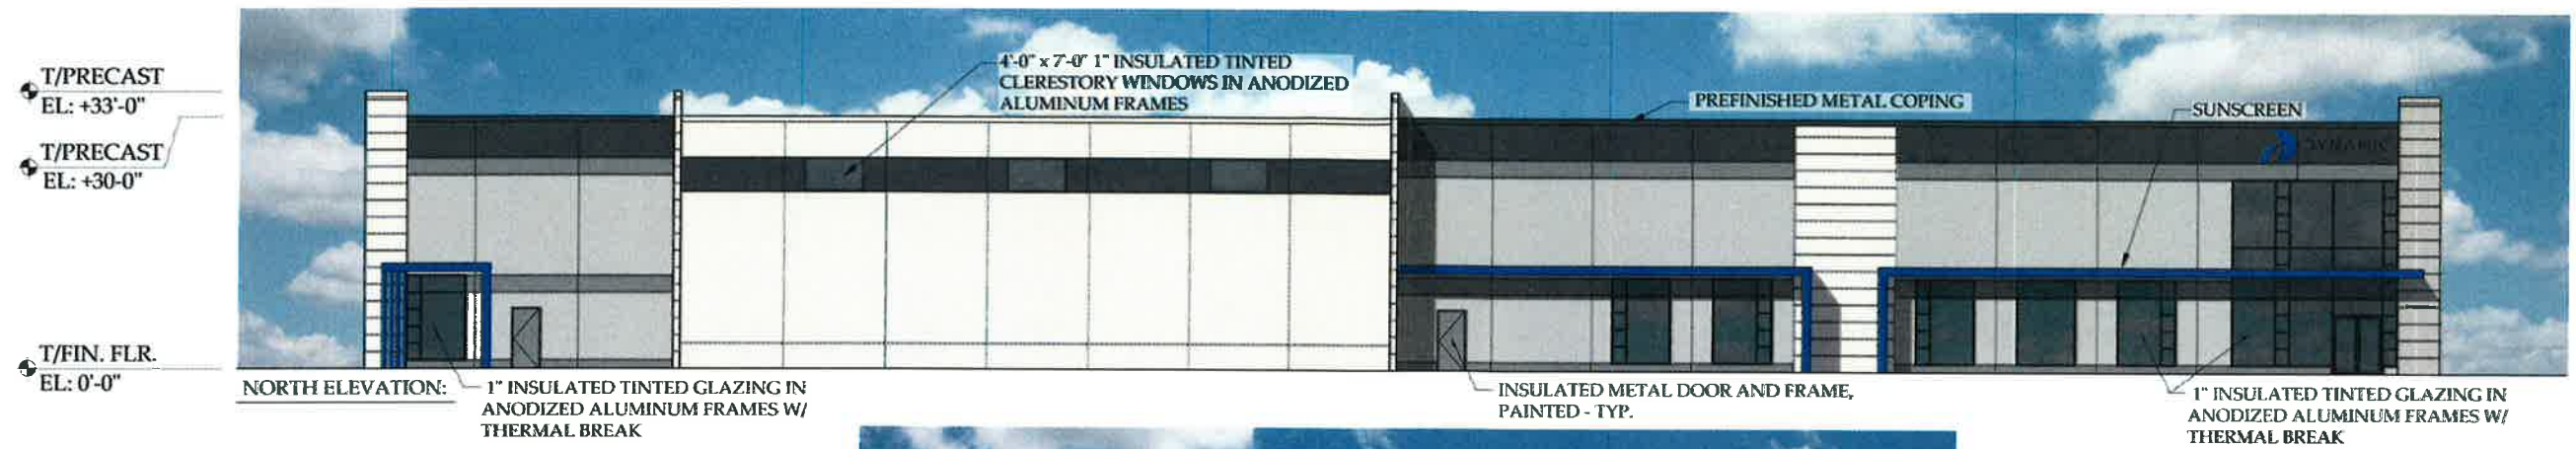 T/PRECAST
EL: +33'-0"
T/PRECAST
EL: +30-0"
T/FIN. FLR.
EL: 0'-0"
4'-0" x 7'-0" 1" INSULATED TINTED
CLERESTORY WINDOWS IN ANODIZED
ALUMINUM FRAMES
PREFINISHED METAL COPING
SUNSCREEN
NORTH ELEVATION:
1" INSULATED TINTED GLAZING IN
ANODIZED ALUMINUM FRAMES W/
THERMAL BREAK
INSULATED METAL DOOR AND FRAME,
PAINTED - TYP.
1" INSULATED TINTED GLAZING IN
ANODIZED ALUMINUM FRAMES W/
THERMAL BREAK